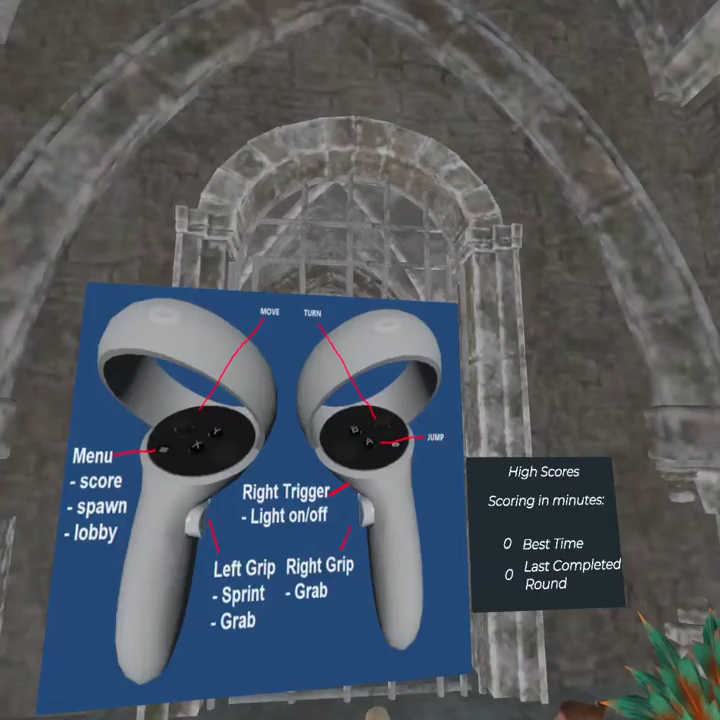 MOVE
TURN
B
A
Y
X
JUMP
Menu
- score
- spawn
- lobby
Right Trigger
- Light on/off
Left Grip
- Sprint
- Grab
Right Grip
- Grab
High Scores
Scoring in minutes:
0 Best Time
0 Last Completed
Round